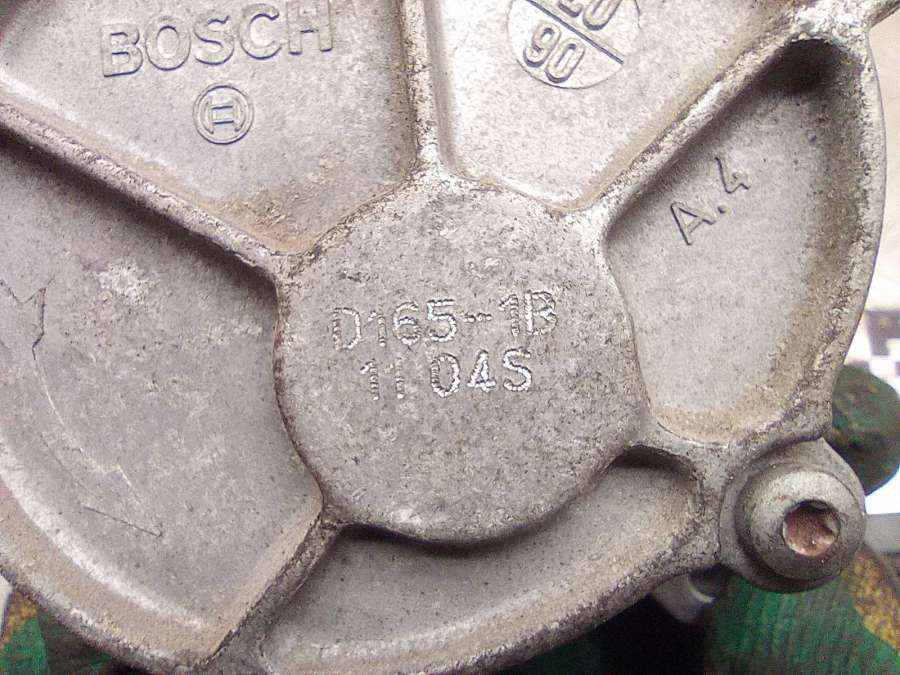 BOSCH
90
A.4
D165-1B
11 04S